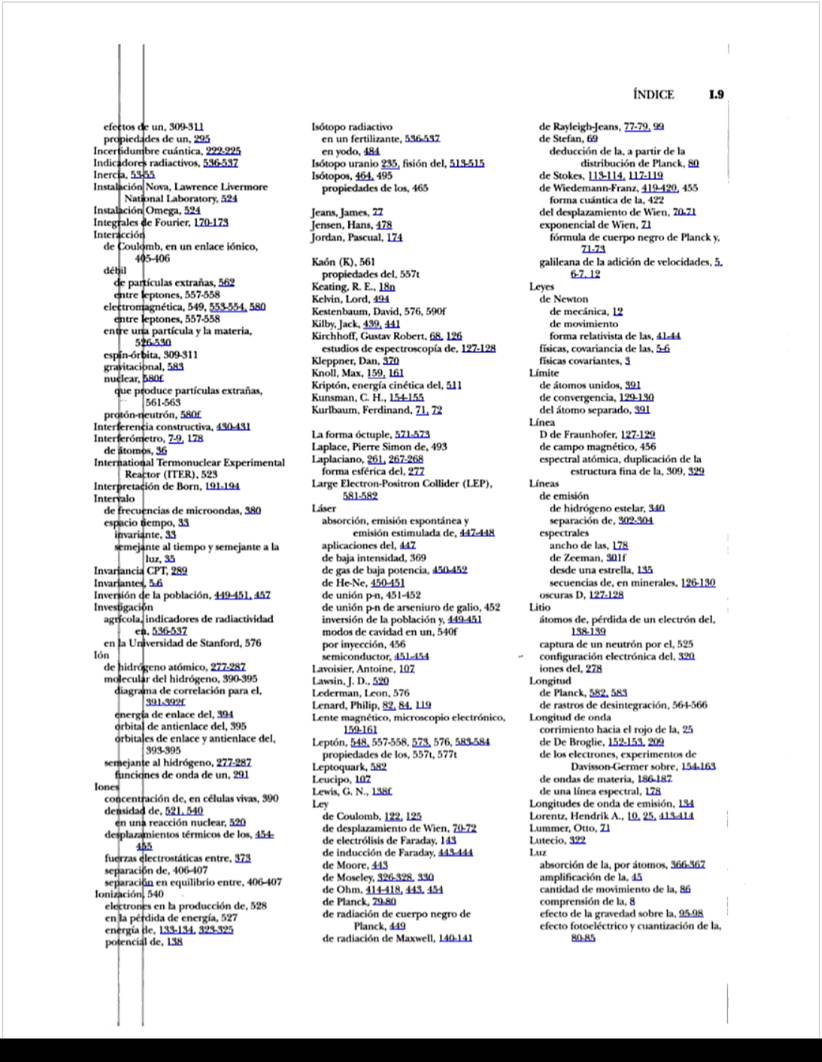 ÍNDICE I.9
efectos de un, 309-311
propiedades de un, 295
Incertidumbre cuántica, 222-225
Indicadores radiactivos, 536-537
Inercia, 53-55
Instalación Nova, Lawrence Livermore
National Laboratory, 524
Instalación Omega, 524
Integrales de Fourier, 170-173
Interacción
de Coulomb, en un enlace iónico,
405-406
débil
de partículas extrañas, 562
entre leptones, 557-558
electromagnética, 549, 553-554, 580
entre leptones, 557-558
entre una partícula y la materia,
526-530
espín-órbita, 309-311
gravitacional, 583
nuclear, 580f
que produce partículas extrañas,
561-563
protón-neutrón, 580f
Interferencia constructiva, 430-431
Interferómetro, 7-9, 178
de átomos, 36
International Termonuclear Experimental
Reactor (ITER), 523
Interpretación de Born, 191-194
Intervalo
de frecuencias de microondas, 380
espacio tiempo, 33
invariante, 33
semejante al tiempo y semejante a la
luz, 35
Invariancia CPT, 289
Invariantes, 5-6
Inversión de la población, 449-451, 457
Investigación
agrícola, indicadores de radiactividad
en, 536-537
en la Universidad de Stanford, 576
Ión
de hidrógeno atómico, 277-287
molecular del hidrógeno, 390-395
diagrama de correlación para el,
391-392f
energía de enlace del, 394
orbital de antienlace del, 395
órbitales de enlace y antienlace del,
393-395
semejante al hidrógeno, 277-287
funciones de onda de un, 291
Iones
concentración de, en células vivas, 390
densidad de, 521, 540
en una reacción nuclear, 520
desplazamientos térmicos de los, 454-
455
fuerzas electrostáticas entre, 373
separación de, 406-407
separación en equilibrio entre, 406-407
Ionización, 540
electrones en la producción de, 528
en la pérdida de energía, 527
energía de, 133-134, 323-325
potencial de, 138
Isótopo radiactivo
en un fertilizante, 536-537
en yodo, 484
Isótopo uranio 235, fisión del, 513-515
Isótopos, 464, 495
propiedades de los, 465
Jeans, James, 77
Jensen, Hans, 478
Jordan, Pascual, 174
Kaón (K), 561
propiedades del, 557t
Keating, R. E., 18n
Kelvin, Lord, 494
Kestenbaum, David, 576, 590f
Kilby, Jack, 439, 441
Kirchhoff, Gustav Robert, 68, 126
estudios de espectroscopía de, 127-128
Kleppner, Dan, 370
Knoll, Max, 159, 161
Kriptón, energía cinética del, 511
Kunsman, C. H., 154-155
Kurlbaum, Ferdinand, 71, 72
La forma óctuple, 571-573
Laplace, Pierre Simon de, 493
Laplaciano, 261, 267-268
forma esférica del, 277
Large Electron-Positron Collider (LEP),
581-582
Láser
absorción, emisión espontánea y
emisión estimulada de, 447-448
aplicaciones del, 447
de baja intensidad, 369
de gas de baja potencia, 450-452
de He-Ne, 450-451
de unión p-n, 451-452
de unión p-n de arseniuro de galio, 452
inversión de la población y, 449-451
modos de cavidad en un, 540f
por inyección, 456
semiconductor, 451-454
Lavoisier, Antoine, 107
Lawsin, J. D., 520
Lederman, Leon, 576
Lenard, Philip, 82, 84, 119
Lente magnético, microscopio electrónico,
159-161
Leptón, 548, 557-558, 573, 576, 583-584
propiedades de los, 557t, 577t
Leptoquark, 582
Leucipo, 107
Lewis, G. N., 138f
Ley
de Coulomb, 122, 125
de desplazamiento de Wien, 70-72
de electrólisis de Faraday, 143
de inducción de Faraday, 443-444
de Moore, 443
de Moseley, 326-328, 330
de Ohm, 414-418, 443, 454
de Planck, 79-80
de radiación de cuerpo negro de
Planck, 449
de radiación de Maxwell, 140-141
de Rayleigh-Jeans, 77-79, 99
de Stefan, 69
deducción de la, a partir de la
distribución de Planck, 80
de Stokes, 113-114, 117-119
de Wiedemann-Franz, 419-420, 455
forma cuántica de la, 422
del desplazamiento de Wien, 70-71
exponencial de Wien, 71
fórmula de cuerpo negro de Planck y,
71-73
galileana de la adición de velocidades, 5,
6-7, 12
Leyes
de Newton
de mecánica, 12
de movimiento
forma relativista de las, 41-44
físicas, covariancia de las, 5-6
físicas covariantes, 3
Límite
de átomos unidos, 391
de convergencia, 129-130
del átomo separado, 391
Línea
D de Fraunhofer, 127-129
de campo magnético, 456
espectral atómica, duplicación de la
estructura fina de la, 309, 329
Líneas
de emisión
de hidrógeno estelar, 340
separación de, 302-304
espectrales
ancho de las, 178
de Zeeman, 301f
desde una estrella, 135
secuencias de, en minerales, 126-130
oscuras D, 127-128
Litio
átomos de, pérdida de un electrón del,
138-139
captura de un neutrón por el, 525
configuración electrónica del, 320
iones del, 278
Longitud
de Planck, 582, 583
de rastros de desintegración, 564-566
Longitud de onda
corrimiento hacia el rojo de la, 25
de De Broglie, 152-153, 209
de los electrones, experimentos de
Davisson-Germer sobre, 154-163
de ondas de materia, 186-187
de una línea espectral, 178
Longitudes de onda de emisión, 134
Lorentz, Hendrik A., 10, 25, 413-414
Lummer, Otto, 71
Lutecio, 322
Luz
absorción de la, por átomos, 366-367
amplificación de la, 45
cantidad de movimiento de la, 86
comprensión de la, 8
efecto de la gravedad sobre la, 95-98
efecto fotoeléctrico y cuantización de la,
80-85